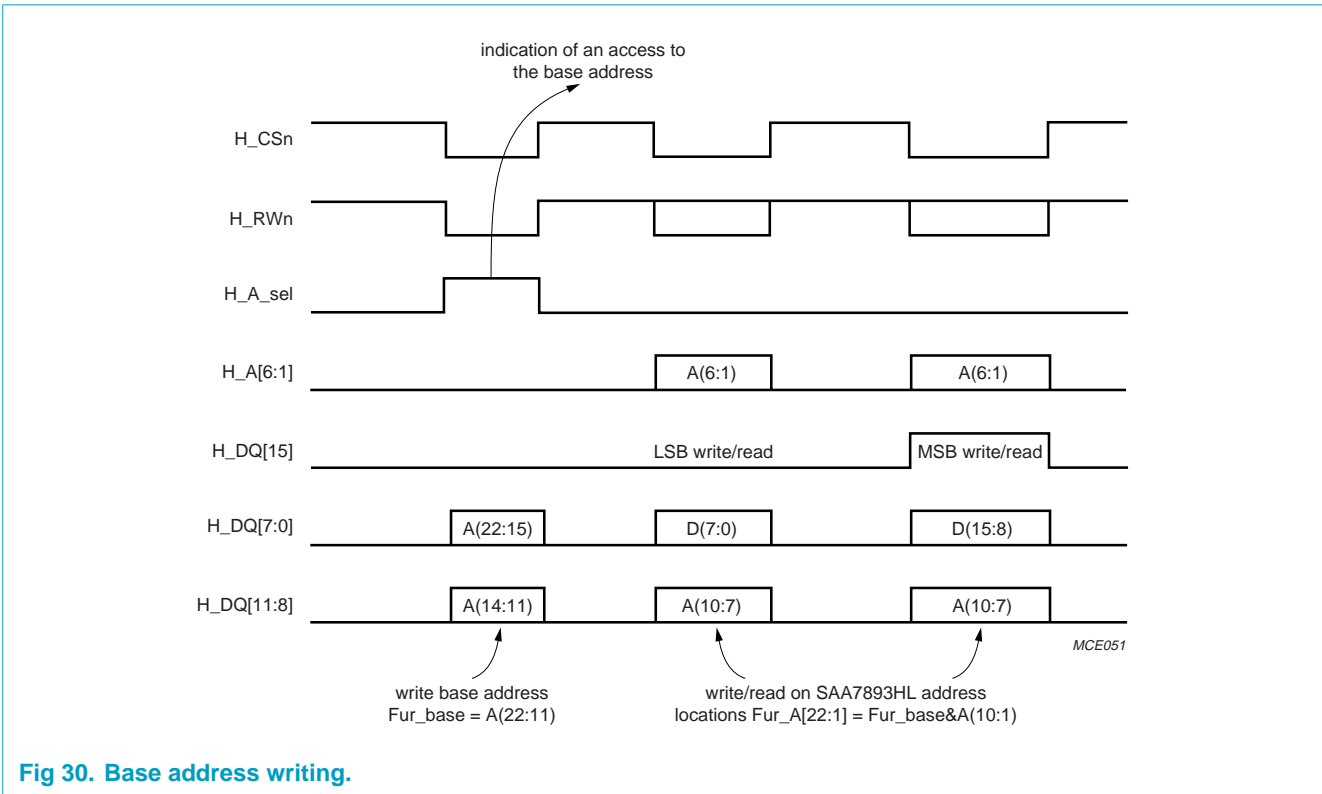 indication of an access to
the base address
H_CSn
H_RWn
H_A_sel
H_A[6:1]
A(6:1)
A(6:1)
H_DQ[15]
LSB write/read
MSB write/read
H_DQ[7:0]
A(22:15)
D(7:0)
D(15:8)
H_DQ[11:8]
A(14:11)
A(10:7)
A(10:7)
MCE051
write base address
Fur_base = A(22:11)
write/read on SAA7893HL address
locations Fur_A[22:1] = Fur_base&A(10:1)
Fig 30. Base address writing.